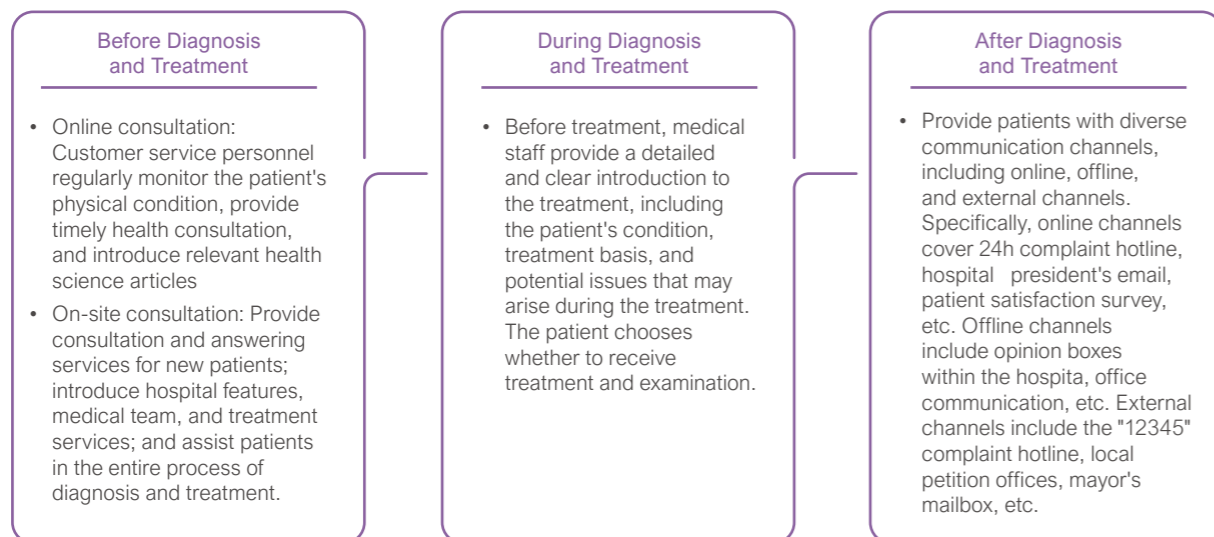 Before Diagnosis
and Treatment
• Online consultation:
Customer service personnel
regularly monitor the patient's
physical condition, provide
timely health consultation,
and introduce relevant health
science articles
• On-site consultation: Provide
consultation and answering
services for new patients;
introduce hospital features,
medical team, and treatment
services; and assist patients
in the entire process of
diagnosis and treatment.
During Diagnosis
and Treatment
• Before treatment, medical
staff provide a detailed
and clear introduction to
the treatment, including
the patient's condition,
treatment basis, and
potential issues that may
arise during the treatment.
The patient chooses
whether to receive
treatment and examination.
After Diagnosis
and Treatment
• Provide patients with diverse
communication channels,
including online, offline,
and external channels.
Specifically, online channels
cover 24h complaint hotline,
hospital president's email,
patient satisfaction survey,
etc. Offline channels
include opinion boxes
within the hospita, office
communication, etc. External
channels include the "12345"
complaint hotline, local
petition offices, mayor's
mailbox, etc.